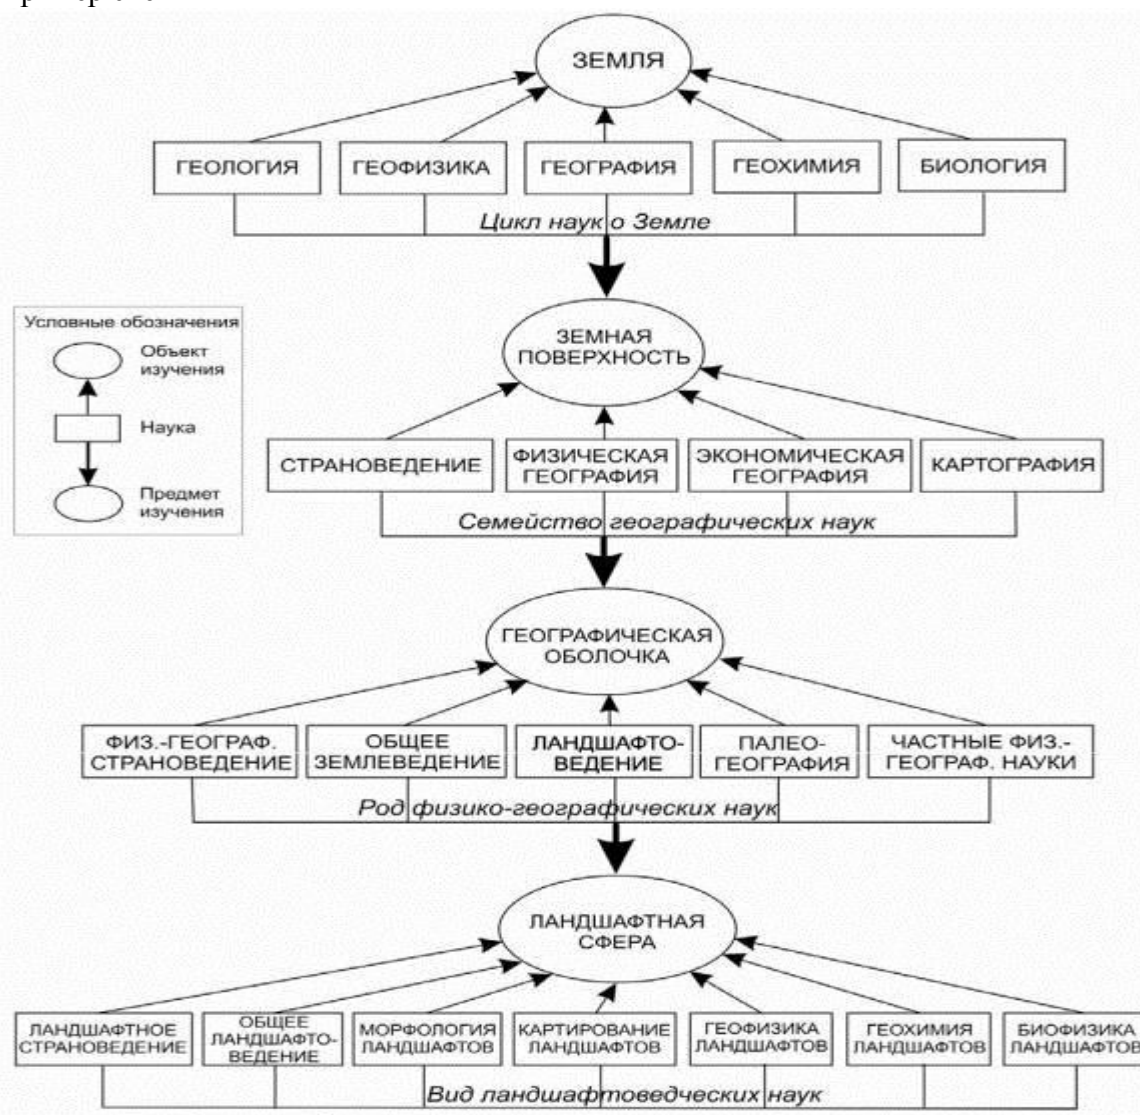 ЗЕМЛЯ
ГЕОЛОГИЯ
ГЕОФИЗИКА
ГЕОГРАФИЯ
ГЕОХИМИЯ
БИОЛОГИЯ
Цикл наук о Земле
Условные обозначения
Объект
изучения
Наука
Предмет
изучения
ЗЕМНАЯ
ПОВЕРХНОСТЬ
СТРАНОВЕДЕНИЕ
ФИЗИЧЕСКАЯ
ГЕОГРАФИЯ
ЭКОНОМИЧЕСКАЯ
ГЕОГРАФИЯ
КАРТОГРАФИЯ
Семейство географических наук
ГЕОГРАФИЧЕСКАЯ
ОБОЛОЧКА
ФИЗ.-ГЕОГРАФ.
СТРАНОВЕДЕНИЕ
ОБЩЕЕ
ЗЕМЛЕВЕДЕНИЕ
ЛАНДШАФТО-
ВЕДЕНИЕ
ПАЛЕО-
ГЕОГРАФИЯ
ЧАСТНЫЕ ФИЗ.-
ГЕОГРАФ. НАУКИ
Род физико-географических наук
ЛАНДШАФТНАЯ
СФЕРА
ЛАНДШАФТНОЕ
СТРАНОВЕДЕНИЕ
ОБЩЕЕ
ЛАНДШАФТО-
ВЕДЕНИЕ
МОРФОЛОГИЯ
ЛАНДШАФТОВ
КАРТИРОВАНИЕ
ЛАНДШАФТОВ
ГЕОФИЗИКА
ЛАНДШАФТОВ
ГЕОХИМИЯ
ЛАНДШАФТОВ
БИОФИЗИКА
ЛАНДШАФТОВ
Вид ландшафтоведческих наук